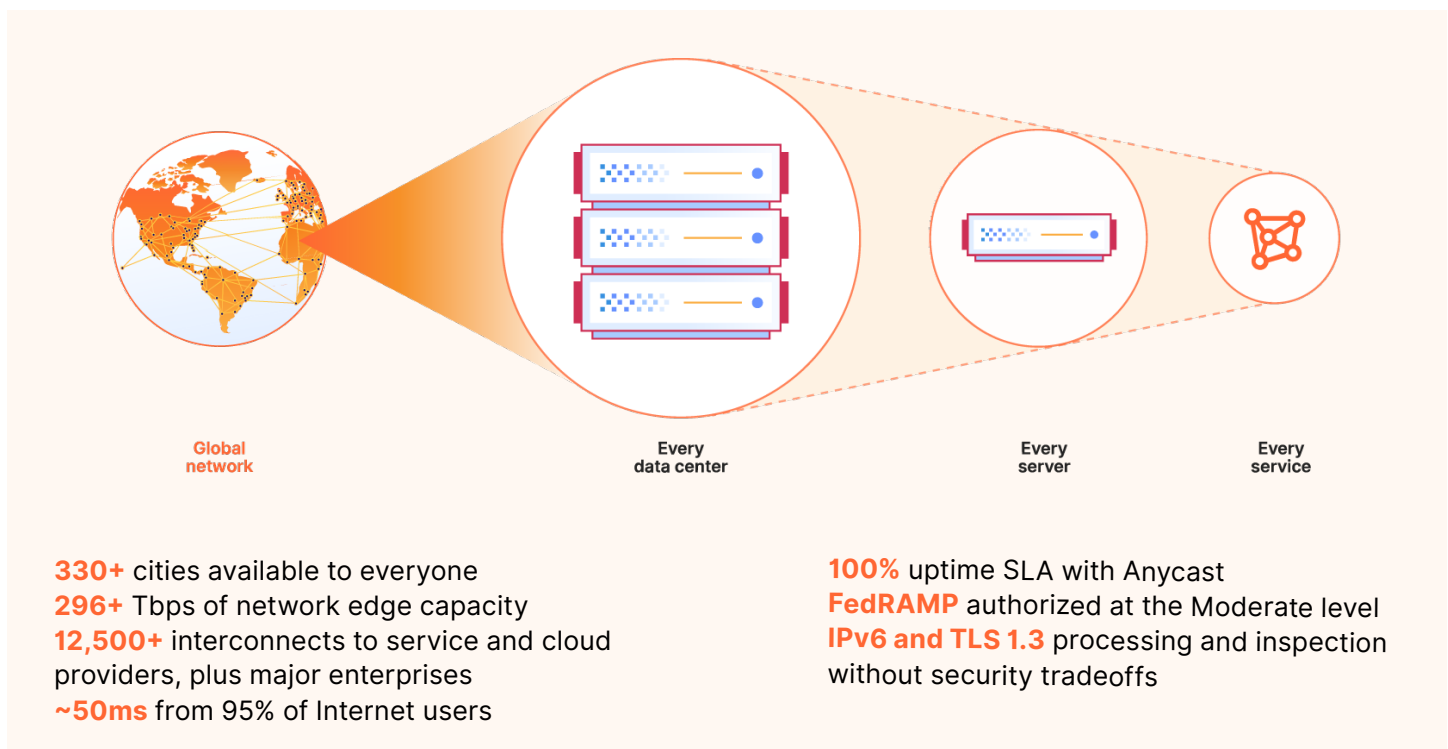 Global
network
Every
data center
Every
server
Every
service
330+ cities available to everyone
296+ Tbps of network edge capacity
12,500+ interconnects to service and cloud
providers, plus major enterprises
~50ms from 95% of Internet users
100% uptime SLA with Anycast
FedRAMP authorized at the Moderate level
IPv6 and TLS 1.3 processing and inspection
without security tradeoffs